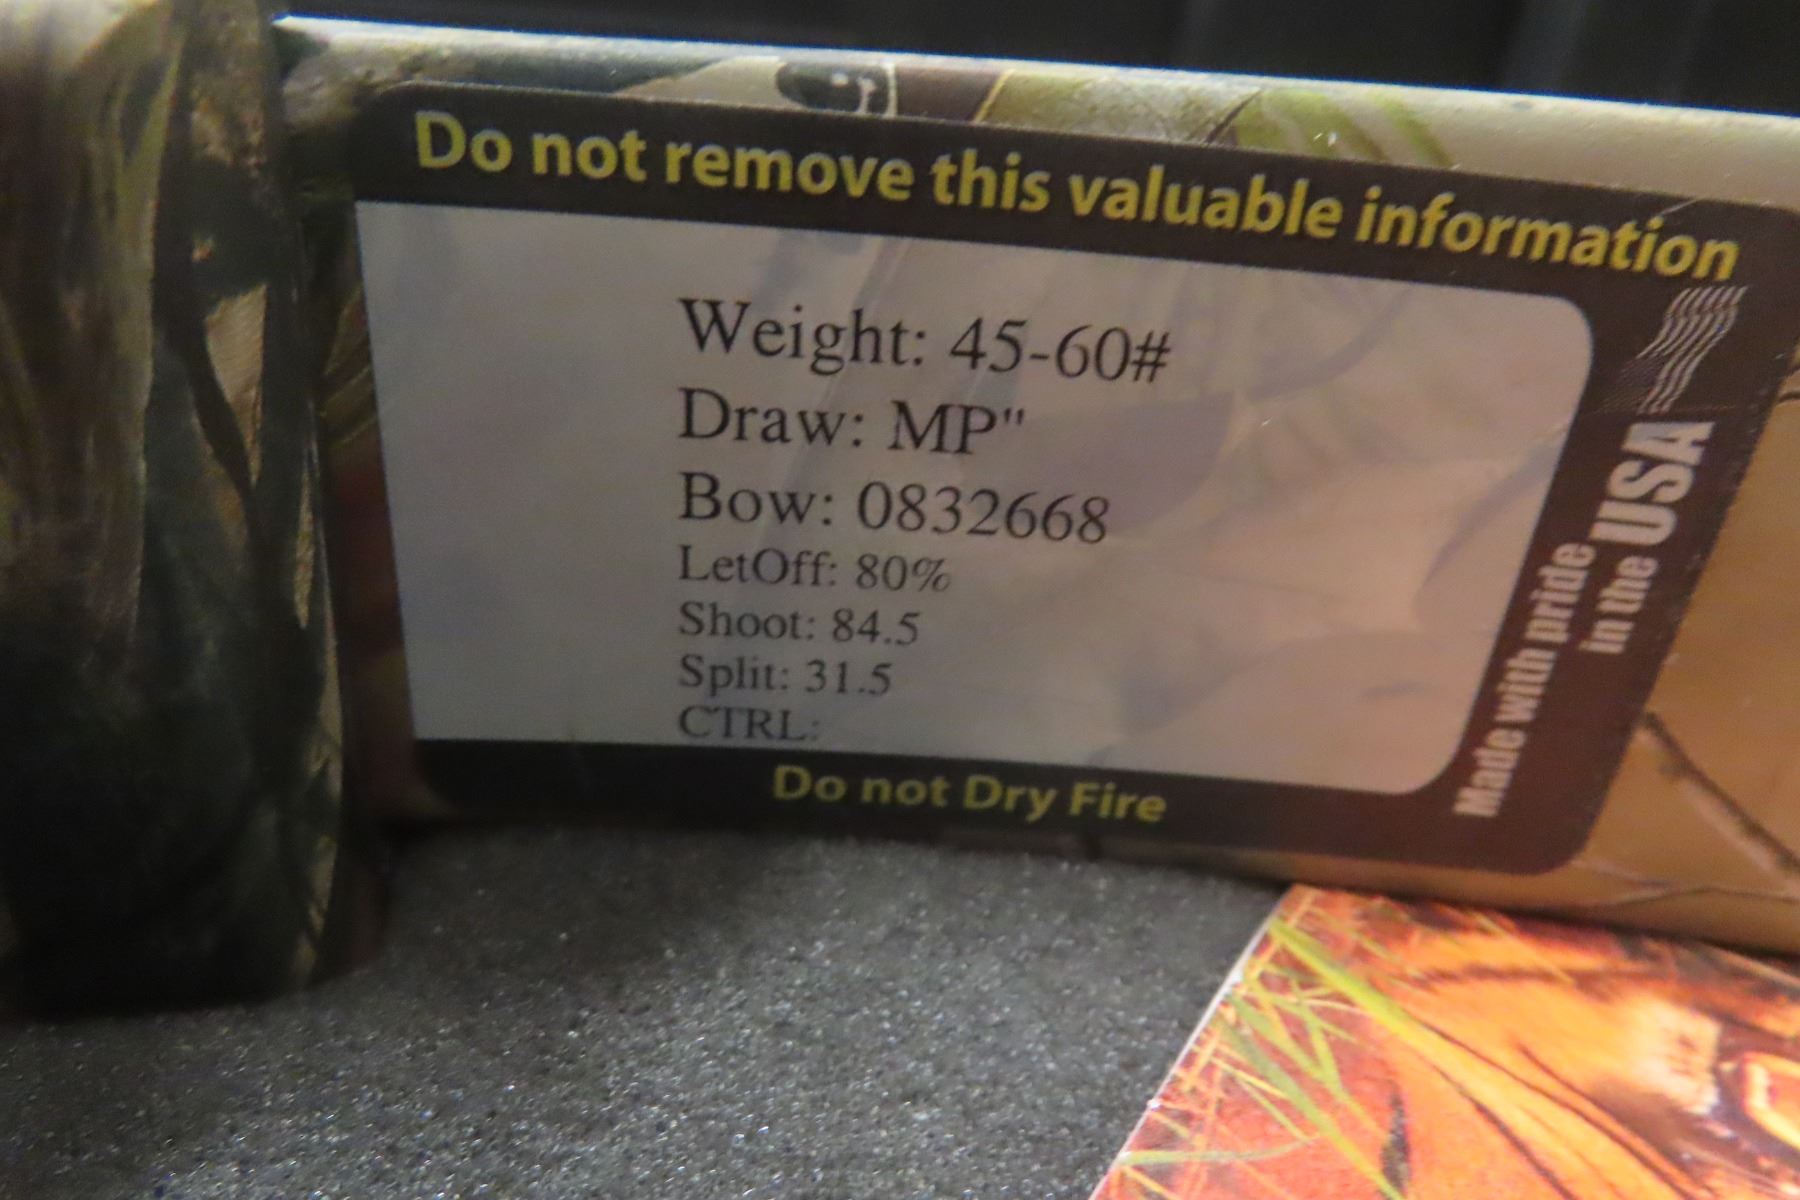 Do not remove this valuable information
Weight: 45-60#
Draw: MP"
Bow: 0832668
LetOff: 80%
Shoot: 84.5
Split: 31.5
CTRL:
Do not Dry Fire
Made with pride
in the USA